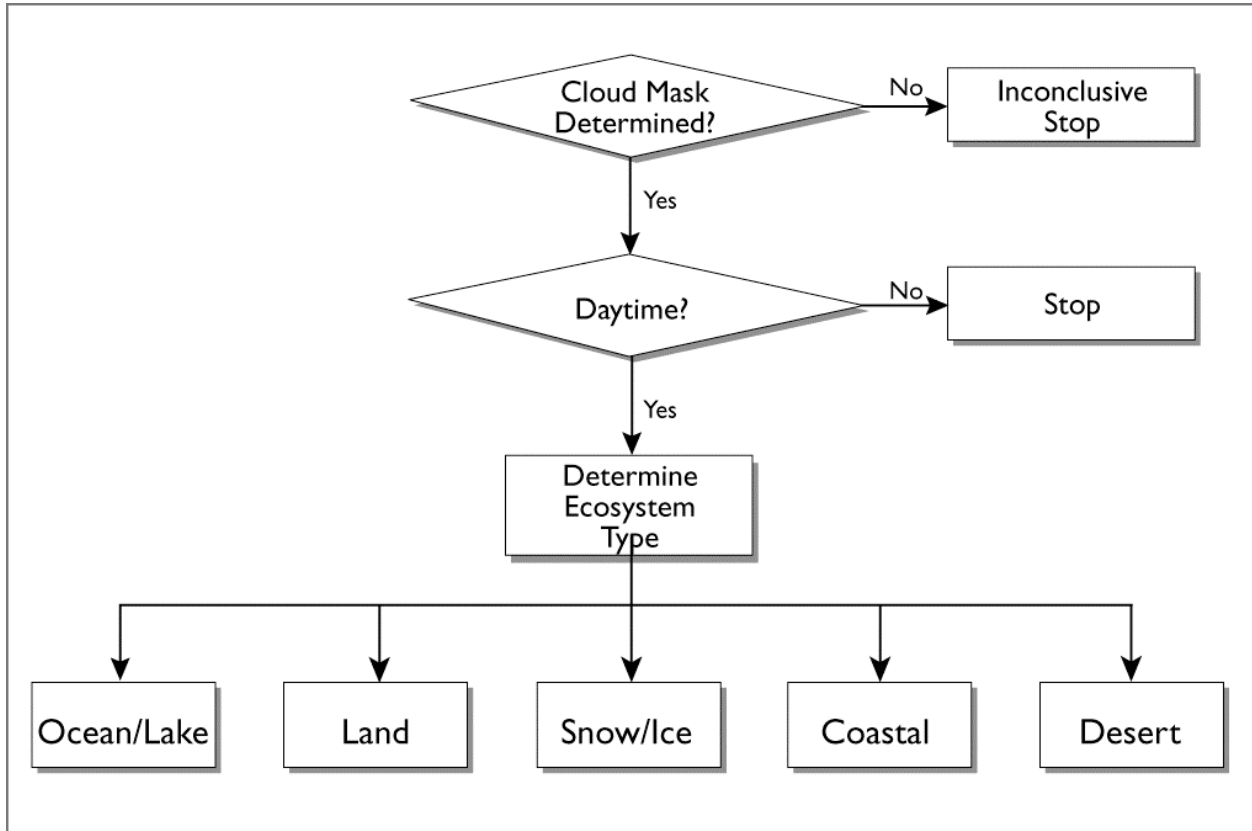 Cloud Mask
Determined?
No
Inconclusive
Stop
Yes
Daytime?
No
Stop
Yes
Determine
Ecosystem
Type
Ocean/Lake
Land
Snow/Ice
Coastal
Desert